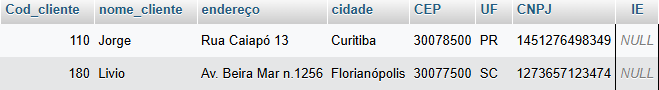 Cod_cliente nome_cliente endereço cidade CEP UF CNPJ IE
110 Jorge Rua Caiapó 13 Curitiba 30078500 PR 1451276498349 NULL
180 Livio Av. Beira Mar n.1256 Florianópolis 30077500 SC 1273657123474 NULL